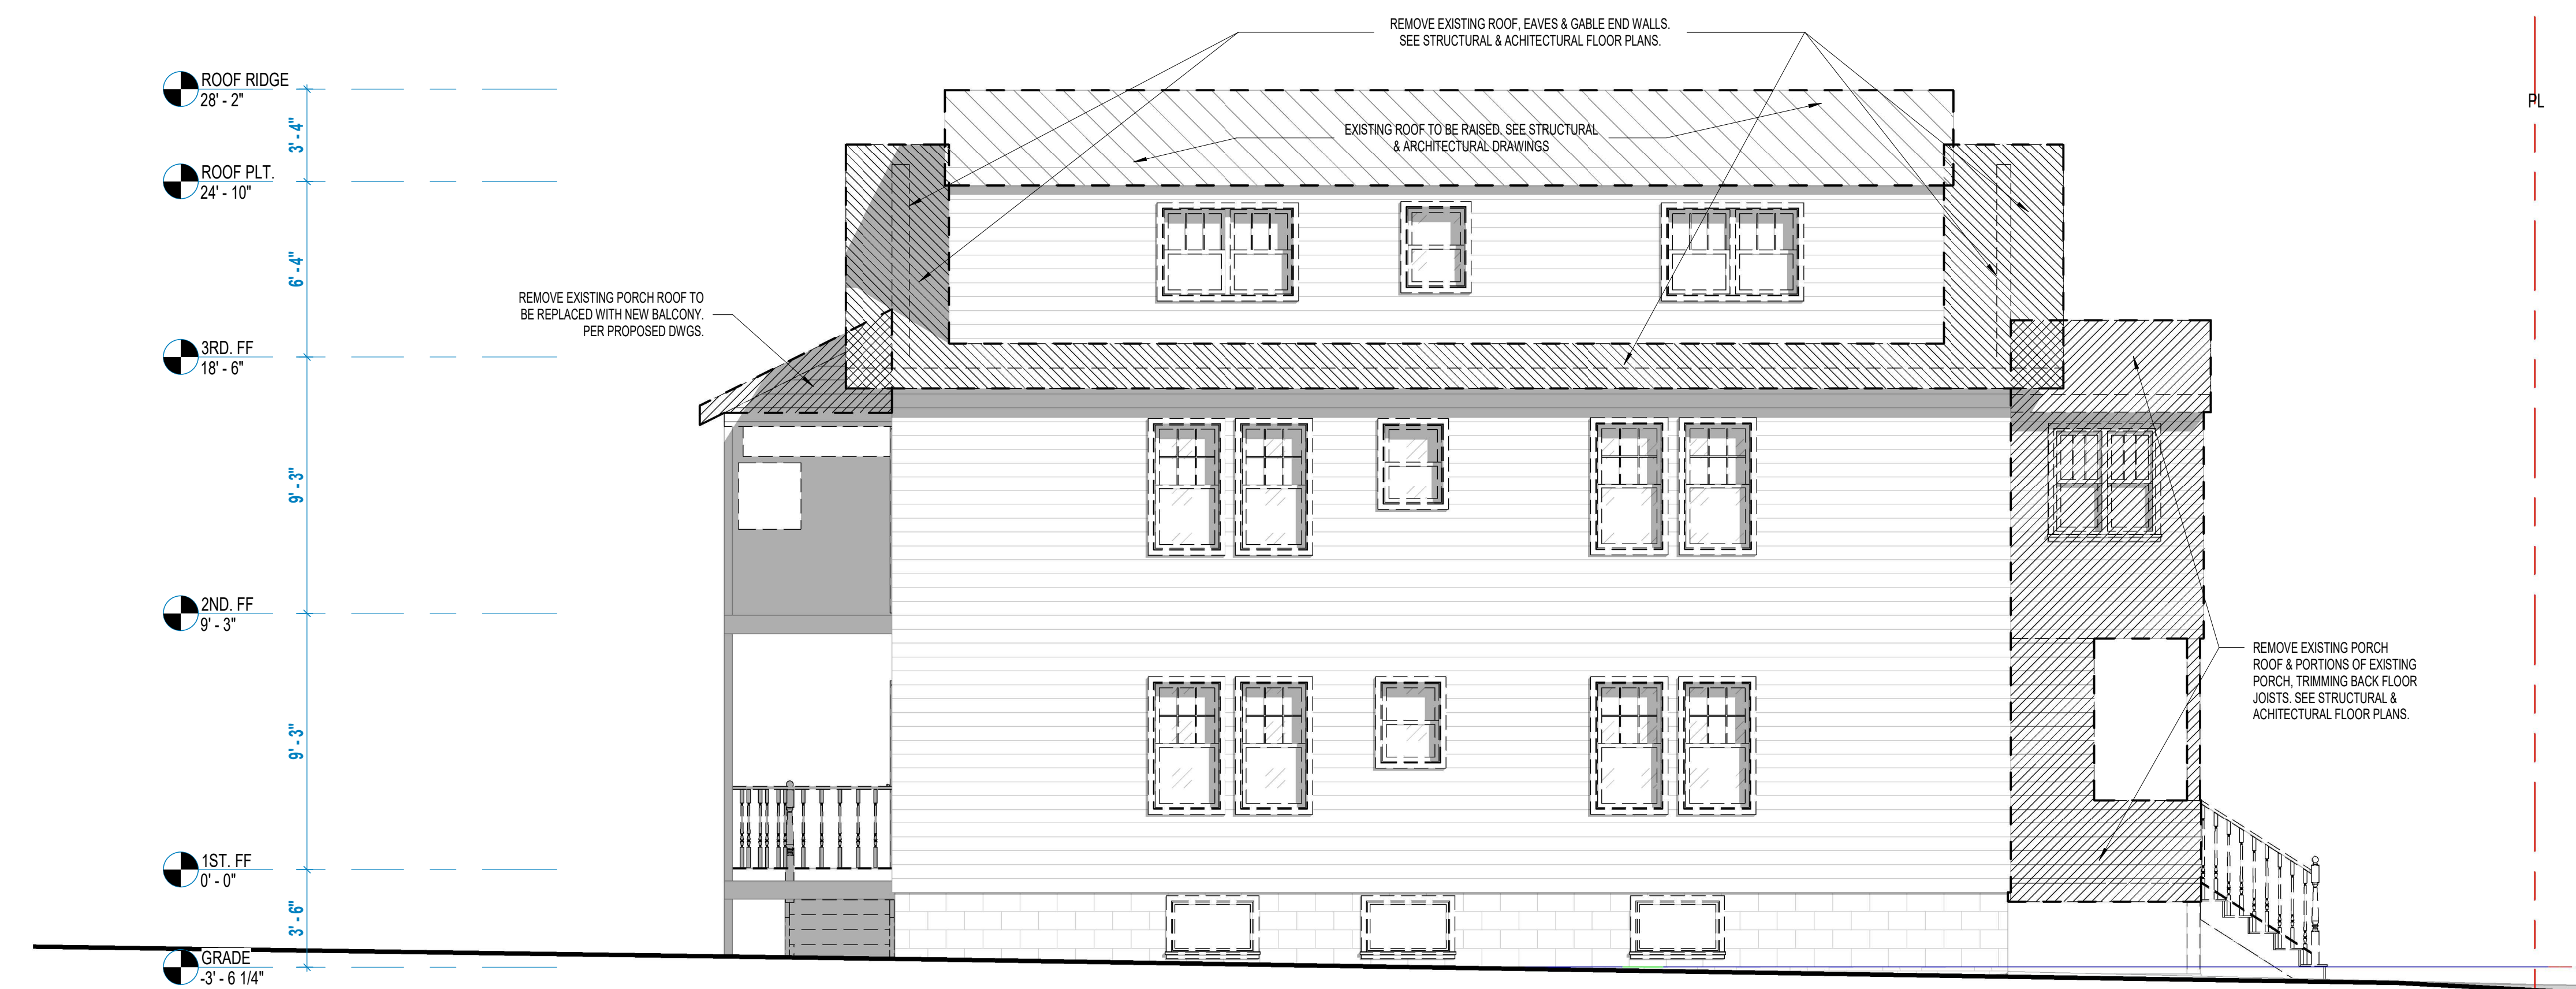 REMOVE EXISTING ROOF, EAVES & GABLE END WALLS.
SEE STRUCTURAL & ACHITECTURAL FLOOR PLANS.
ROOF RIDGE
28' - 2"
PL
3' - 4"
EXISTING ROOF TO BE RAISED. SEE STRUCTURAL
& ARCHITECTURAL DRAWINGS
ROOF PLT.
24' - 10"
6' - 4"
REMOVE EXISTING PORCH ROOF TO
BE REPLACED WITH NEW BALCONY.
PER PROPOSED DWGS.
3RD. FF
18' - 6"
9' - 3"
2ND. FF
9' - 3"
REMOVE EXISTING PORCH
ROOF & PORTIONS OF EXISTING
PORCH, TRIMMING BACK FLOOR
JOISTS. SEE STRUCTURAL &
ACHITECTURAL FLOOR PLANS.
9' - 3"
1ST. FF
0' - 0"
3' - 6"
GRADE
-3' - 6 1/4"